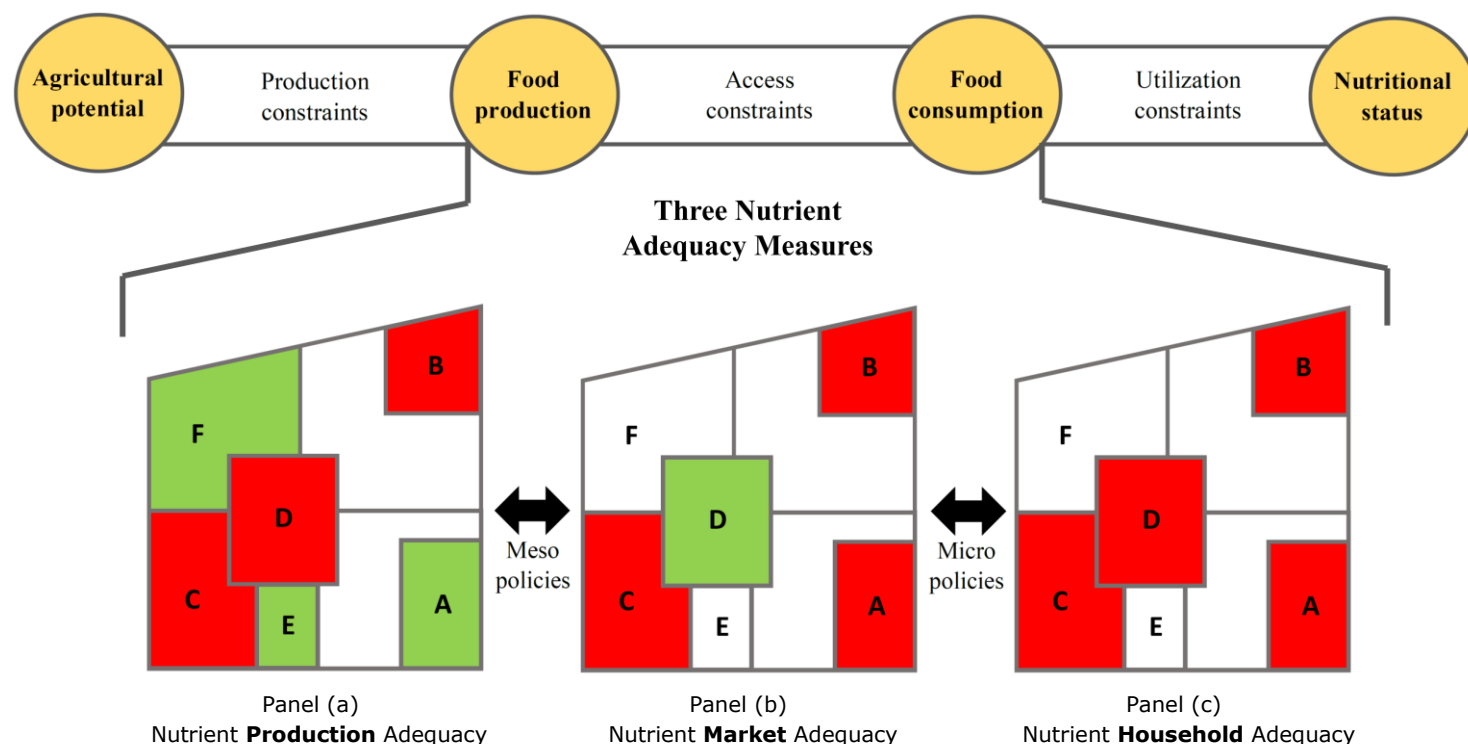 Agricultural
potential
Production
constraints
Food
production
Access
constraints
Food
consumption
Utilization
constraints
Nutritional
status
Three Nutrient
Adequacy Measures
B
F
D
C
E
A
Meso
policies
B
F
D
C
E
A
Micro
policies
B
F
D
C
E
A
Panel (a)
Nutrient Production Adequacy
Panel (b)
Nutrient Market Adequacy
Panel (c)
Nutrient Household Adequacy